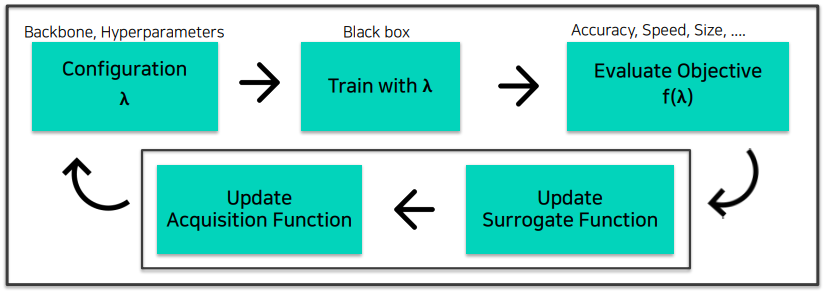 Backbone, Hyperparameters
Configuration
λ
Black box
Train with λ
Accuracy, Speed, Size, ....
Evaluate Objective
f(λ)
Update
Acquisition Function
Update
Surrogate Function